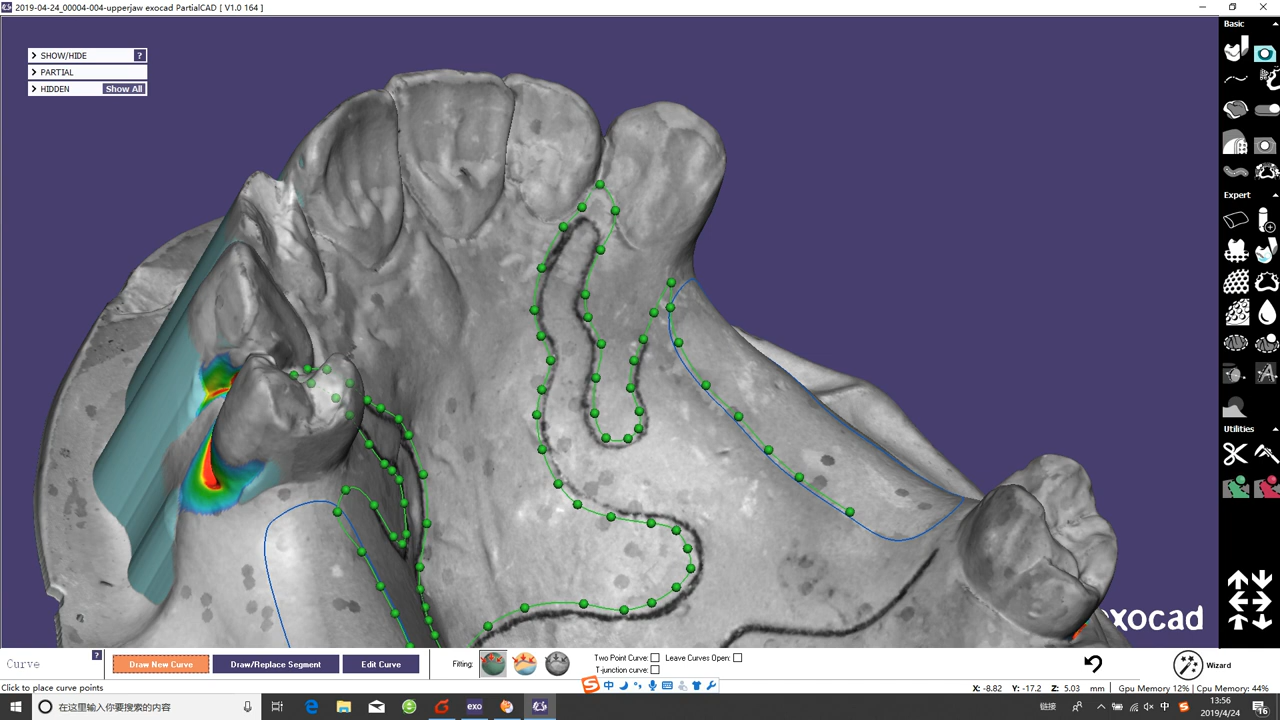 2019-04-24_00004-004-upperjaw exocad PartialCAD [ V1.0 164 ]
Basic
SHOW/HIDE ?
PARTIAL
HIDDEN Show All
Expert
Utilities
exocad
Curve ? Draw New Curve Draw/Replace Segment Edit Curve Fitting: Two Point Curve: Leave Curves Open: Wizard
T-junction curve:
中
Click to place curve points X: -8.82 Y: -17.2 Z: 5.03 mm Gpu Memory 12% | Cpu Memory 44%
在这里输入你要搜索的内容 exo 链接 中 13:56
2019/4/24 16